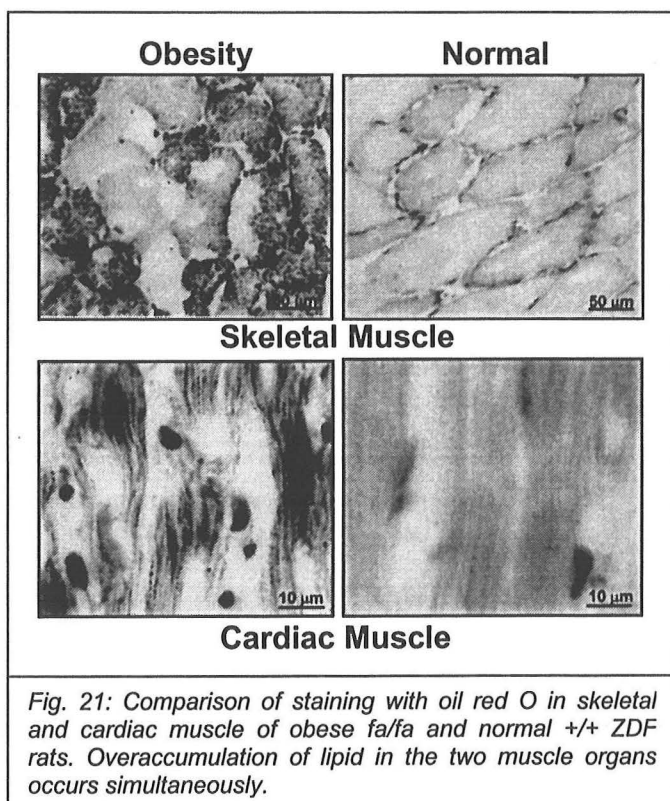 Obesity Normal
50 µm 50 µm
Skeletal Muscle
10 µm 10 µm
Cardiac Muscle
Fig. 21: Comparison of staining with oil red O in skeletal
and cardiac muscle of obese fa/fa and normal +/+ ZDF
rats. Overaccumulation of lipid in the two muscle organs
occurs simultaneously.